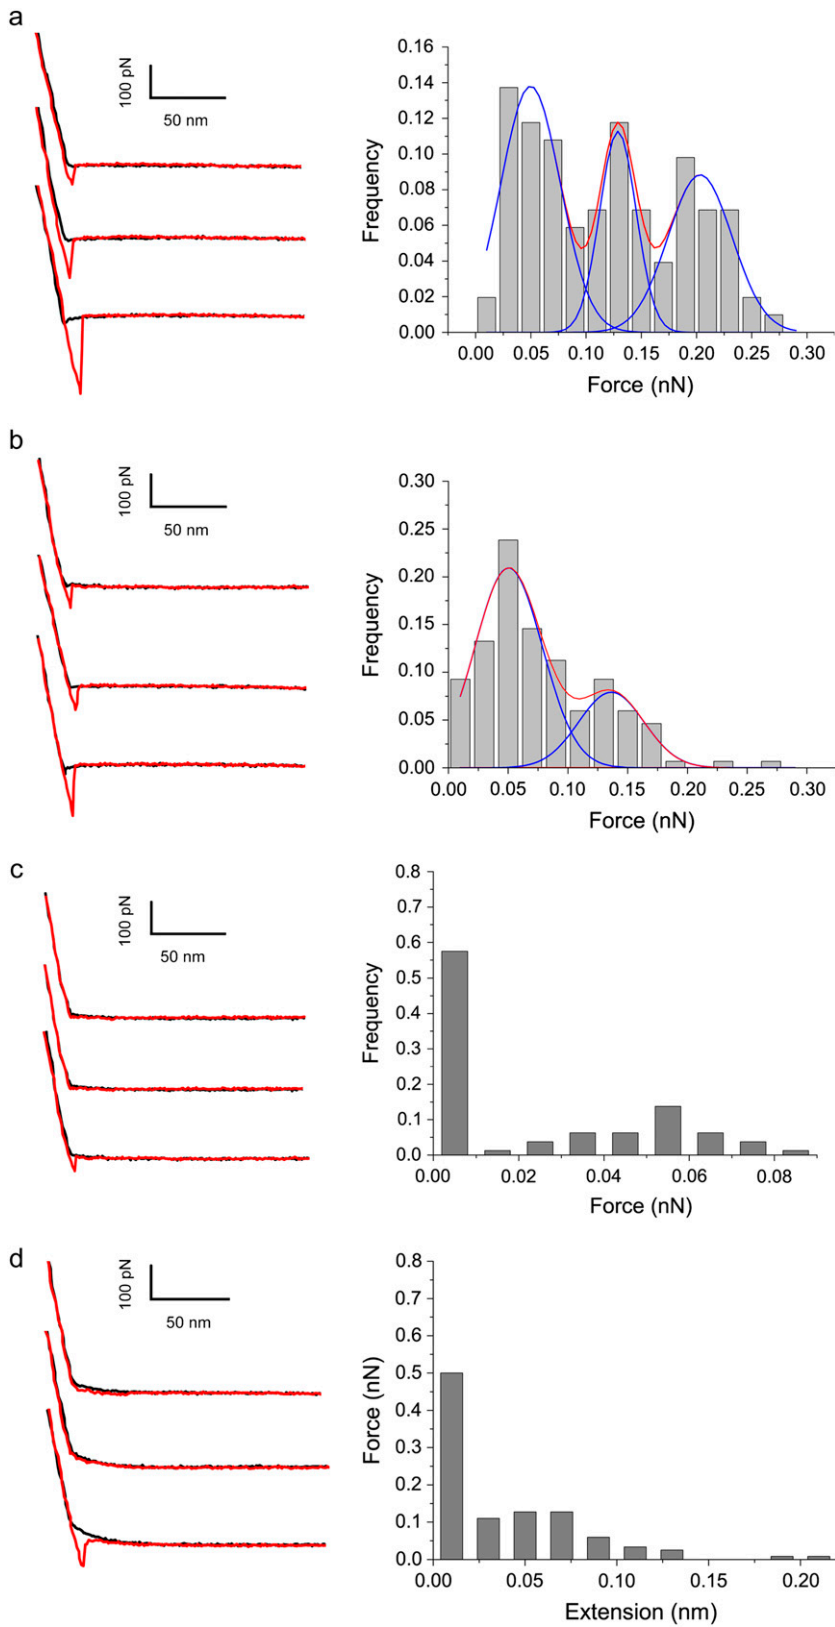 a
100 pN
50 nm
Frequency
0.16
0.14
0.12
0.10
0.08
0.06
0.04
0.02
0.00
0.00 0.05 0.10 0.15 0.20 0.25 0.30
Force (nN)
b
100 pN
50 nm
Frequency
0.30
0.25
0.20
0.15
0.10
0.05
0.00
0.00 0.05 0.10 0.15 0.20 0.25 0.30
Force (nN)
c
100 pN
50 nm
Frequency
0.8
0.7
0.6
0.5
0.4
0.3
0.2
0.1
0.0
0.00 0.02 0.04 0.06 0.08
Force (nN)
d
100 pN
50 nm
Force (nN)
0.8
0.7
0.6
0.5
0.4
0.3
0.2
0.1
0.0
0.00 0.05 0.10 0.15 0.20
Extension (nm)